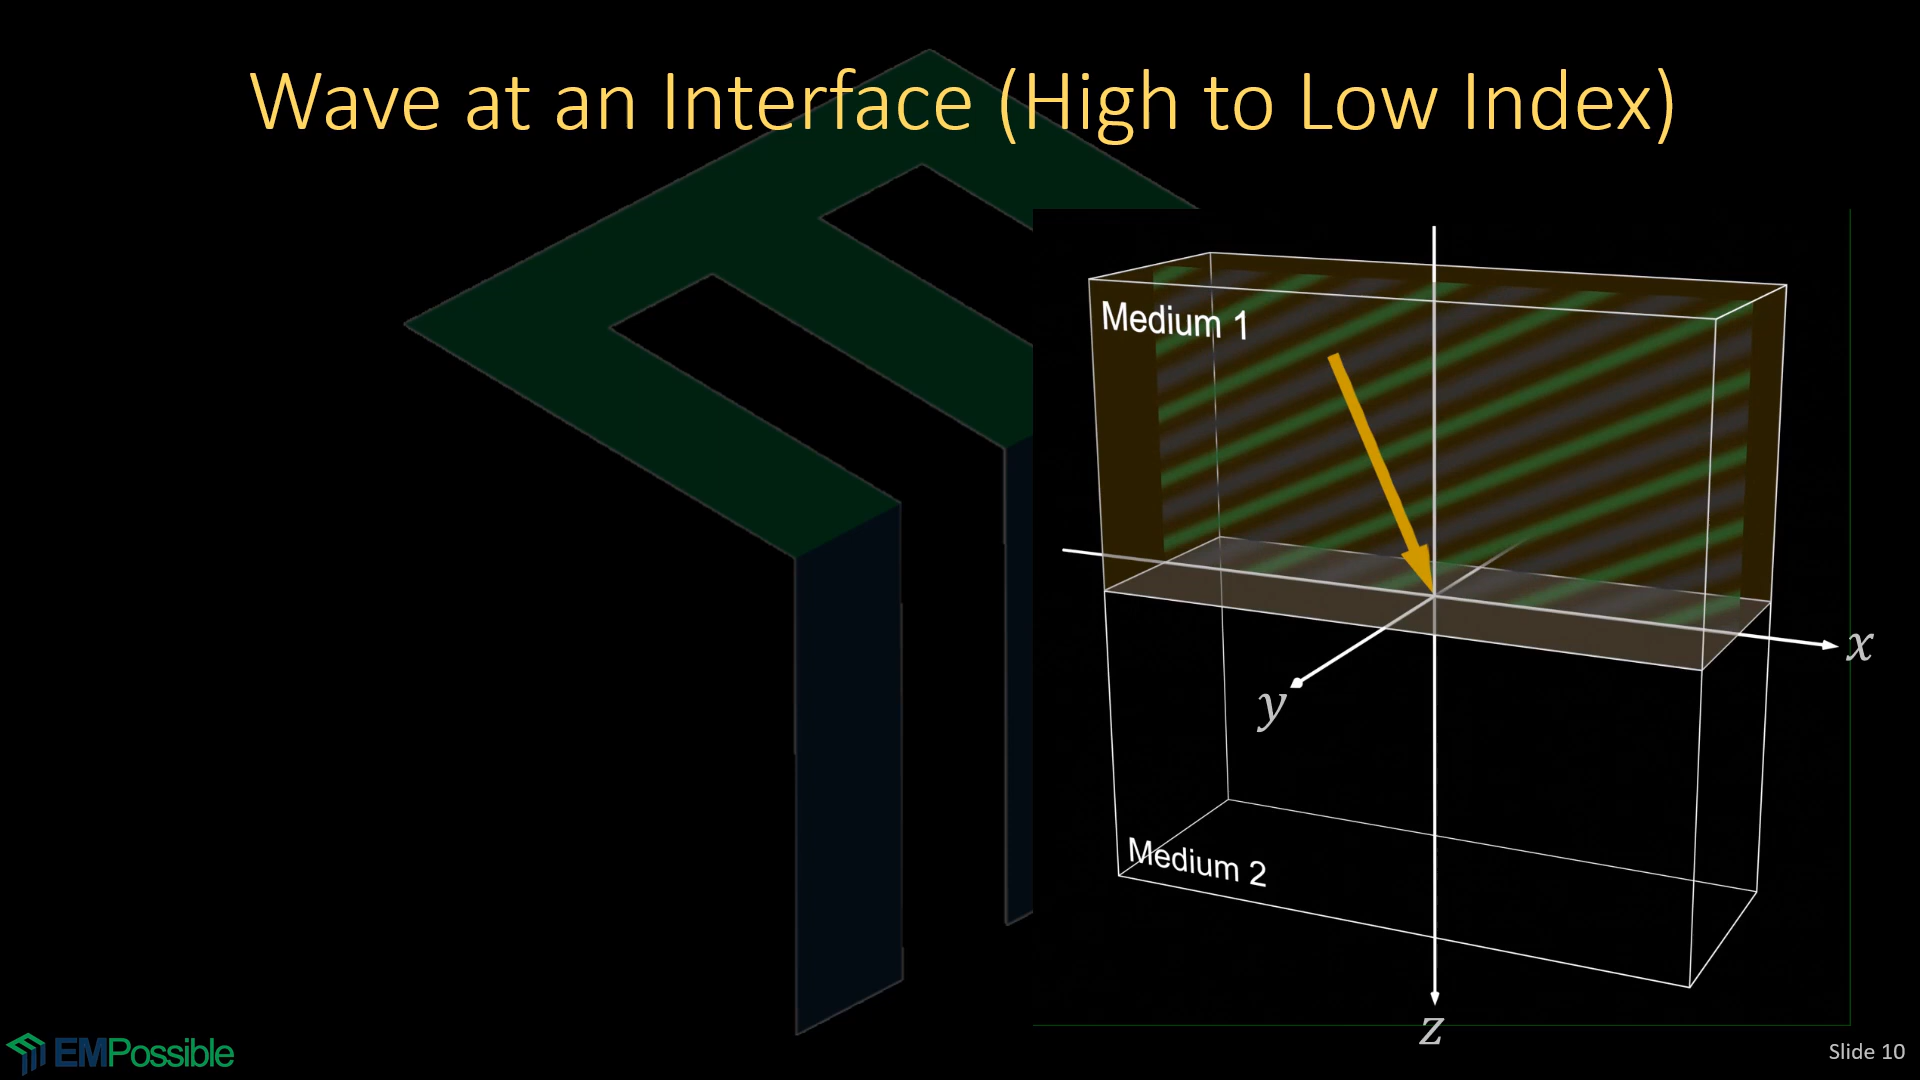 Wave at an Interface (High to Low Index)
Medium 1
x
y
Medium 2
z
EMPossible
Slide 10